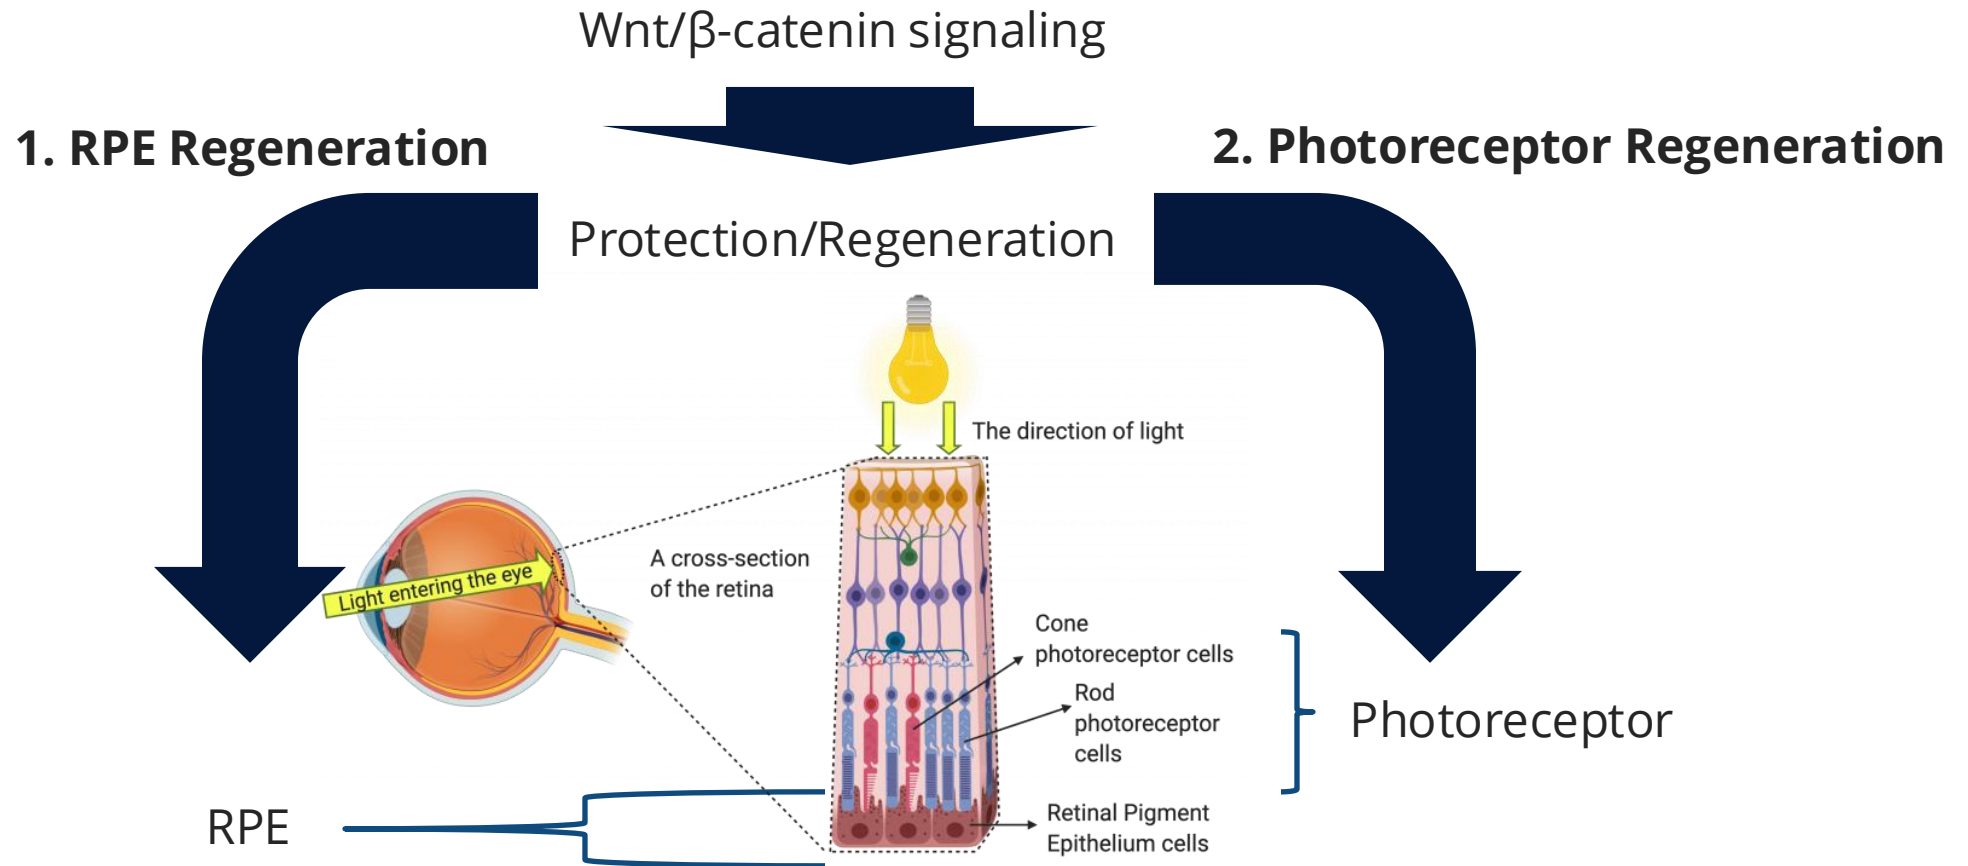 Wnt/β-catenin signaling
1. RPE Regeneration
2. Photoreceptor Regeneration
Protection/Regeneration
The direction of light
A cross-section
of the retina
Light entering the eye
Cone
photoreceptor cells
Rod
photoreceptor
cells
Photoreceptor
RPE
Retinal Pigment
Epithelium cells